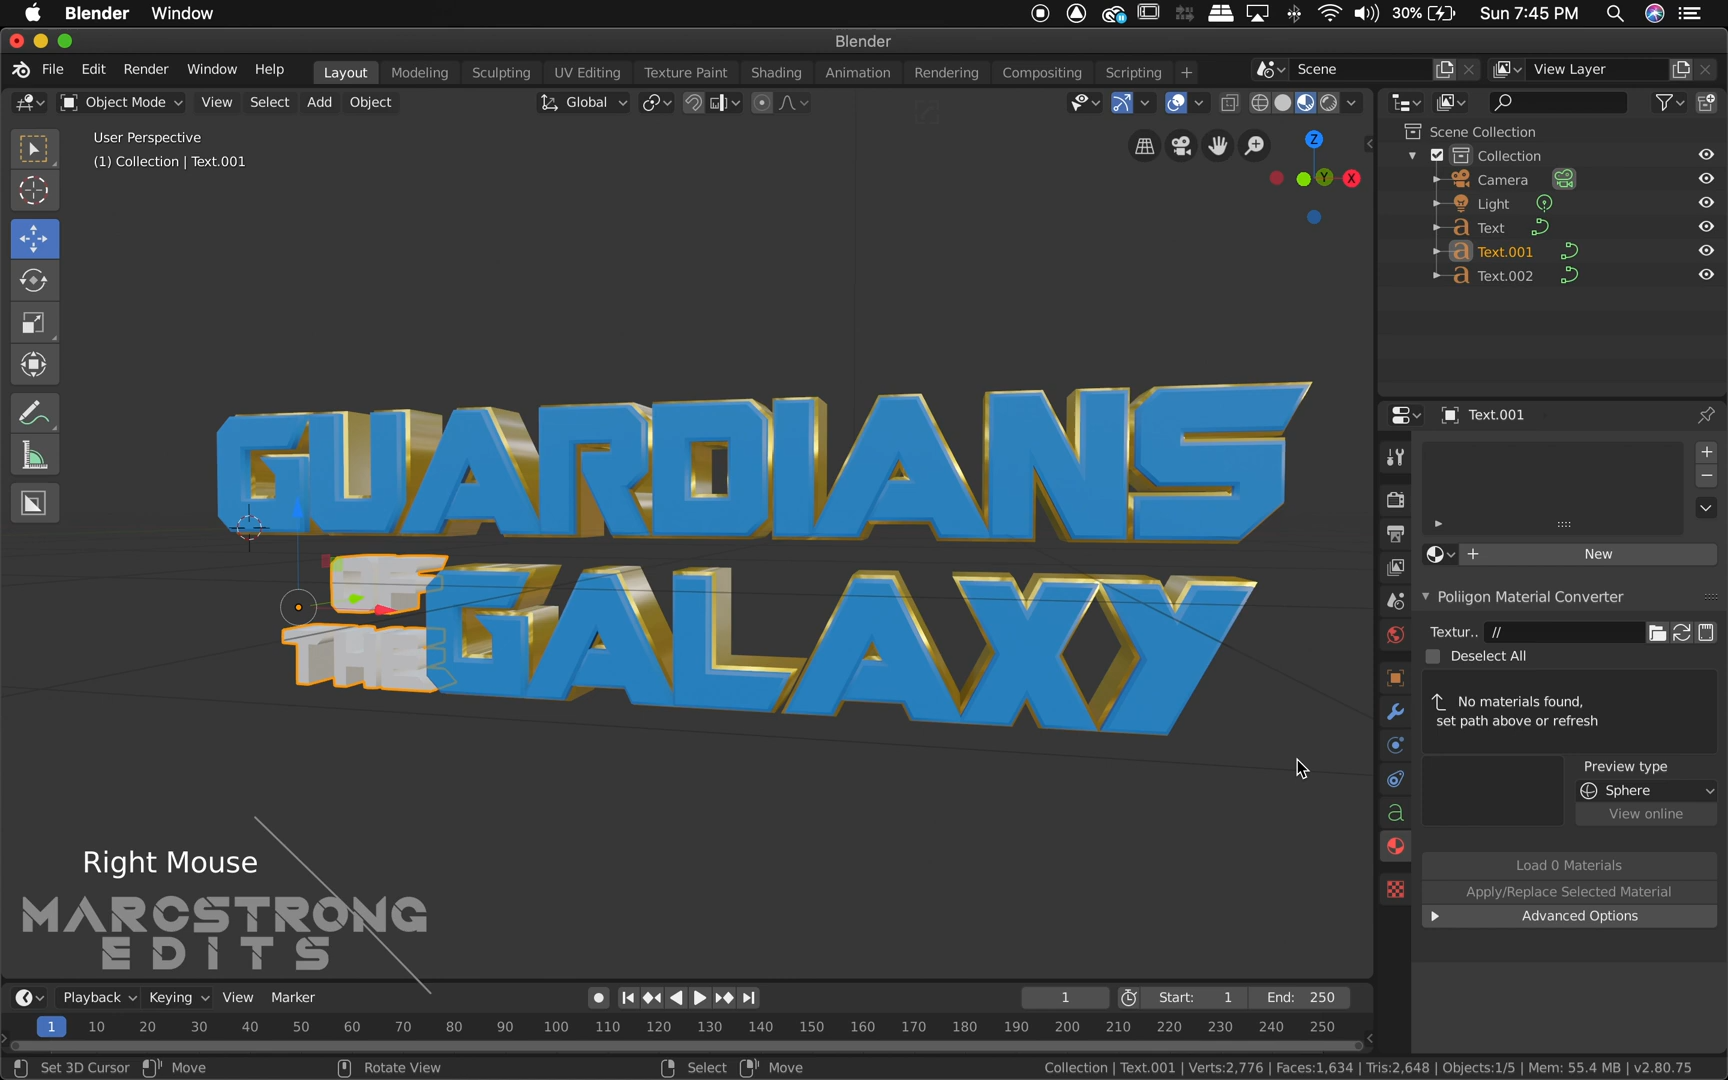 Blender Window 30% Sun 7:45 PM
Blender
File Edit Render Window Help Layout Modeling Sculpting UV Editing Texture Paint Shading Animation Rendering Compositing Scripting + Scene View Layer
Object Mode View Select Add Object Global
User Perspective
(1) Collection | Text.001
Z
Y X
Scene Collection
Collection
Camera
Light
Text
Text.001
Text.002
Text.001
New
Poliigon Material Converter
Textur.. //
Deselect All
No materials found,
set path above or refresh
Preview type
Sphere
View online
Load 0 Materials
Apply/Replace Selected Material
Advanced Options
GUARDIANS
OF
THE GALAXY
Right Mouse
MARCSTRONG
EDITS
Playback Keying View Marker 1 Start: 1 End: 250
1 10 20 30 40 50 60 70 80 90 100 110 120 130 140 150 160 170 180 190 200 210 220 230 240 250
Set 3D Cursor Move Rotate View Select Move Collection | Text.001 | Verts:2,776 | Faces:1,634 | Tris:2,648 | Objects:1/5 | Mem: 55.4 MB | v2.80.75